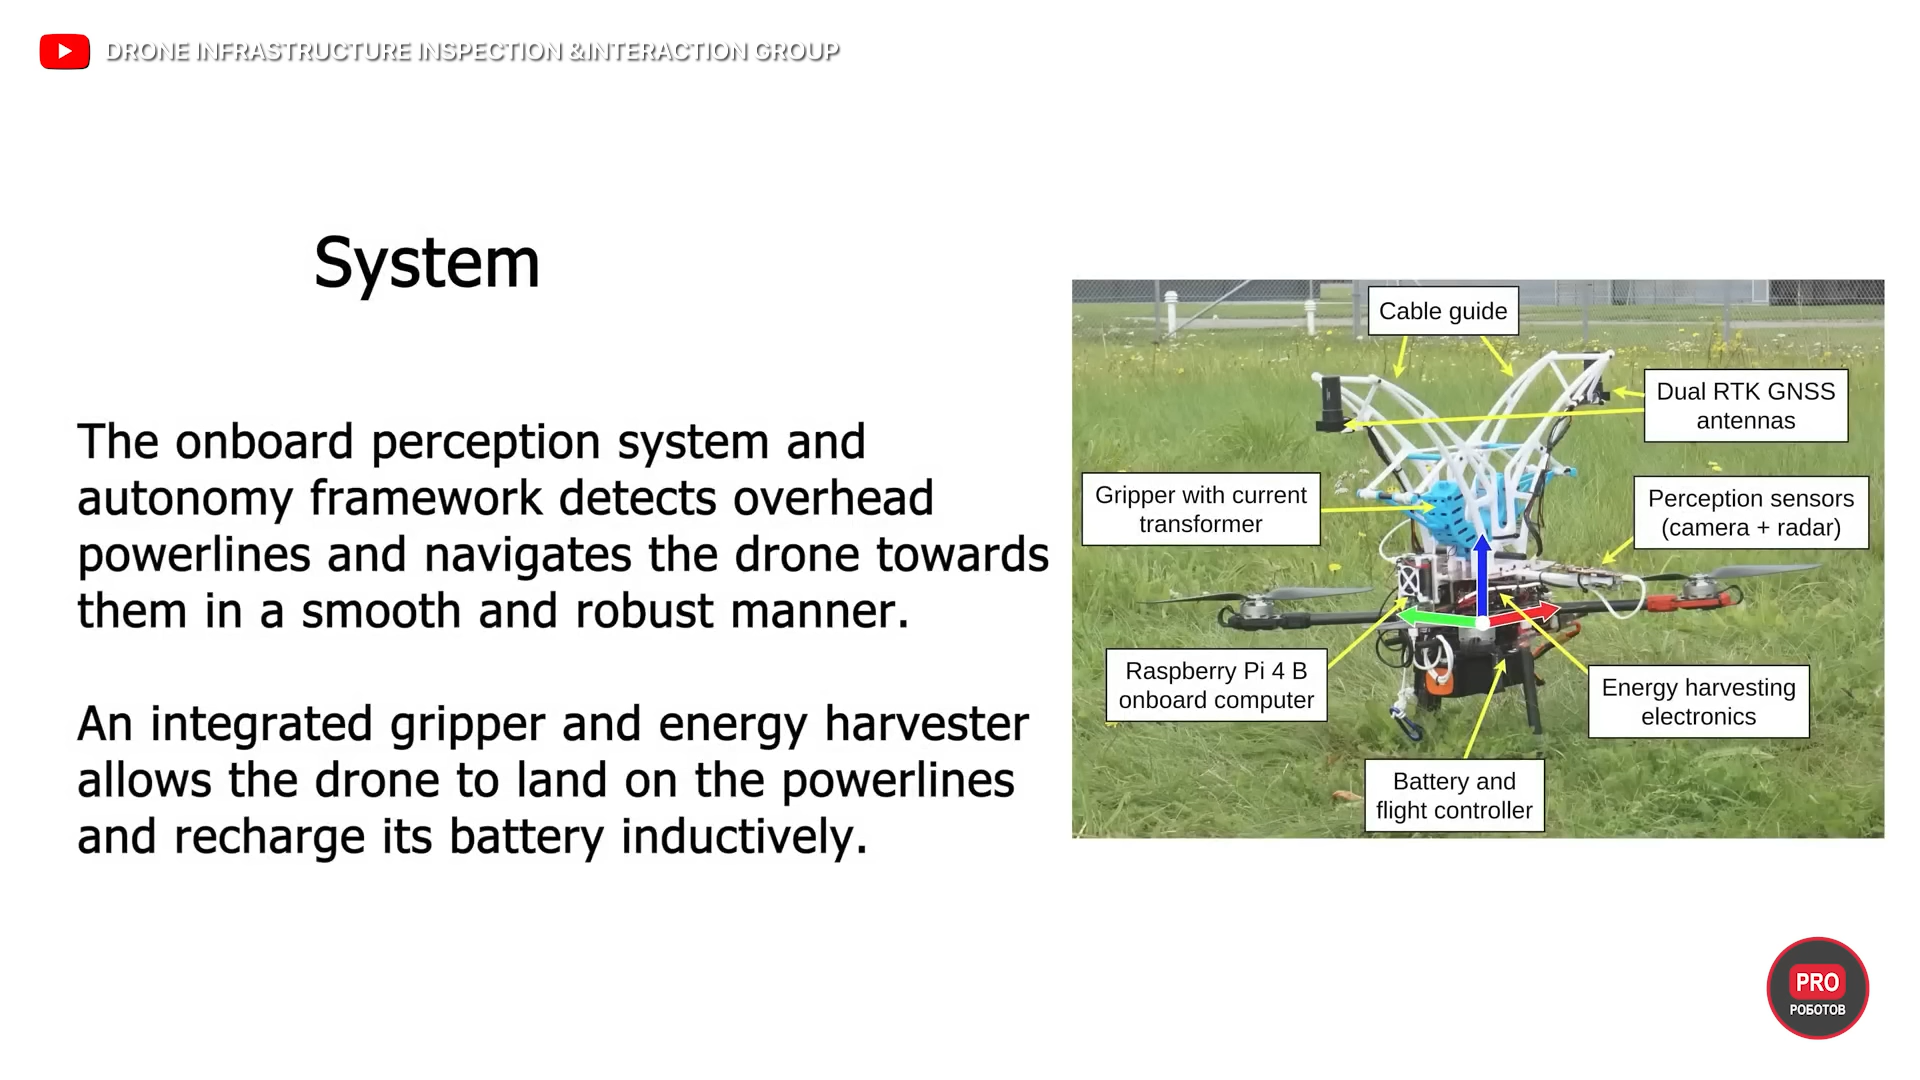 DRONE INFRASTRUCTURE INSPECTION &INTERACTION GROUP
System
The onboard perception system and
autonomy framework detects overhead
powerlines and navigates the drone towards
them in a smooth and robust manner.
An integrated gripper and energy harvester
allows the drone to land on the powerlines
and recharge its battery inductively.
Cable guide
Dual RTK GNSS
antennas
Gripper with current
transformer
Perception sensors
(camera + radar)
Raspberry Pi 4 B
onboard computer
Energy harvesting
electronics
Battery and
flight controller
PRO
РОБОТОВ